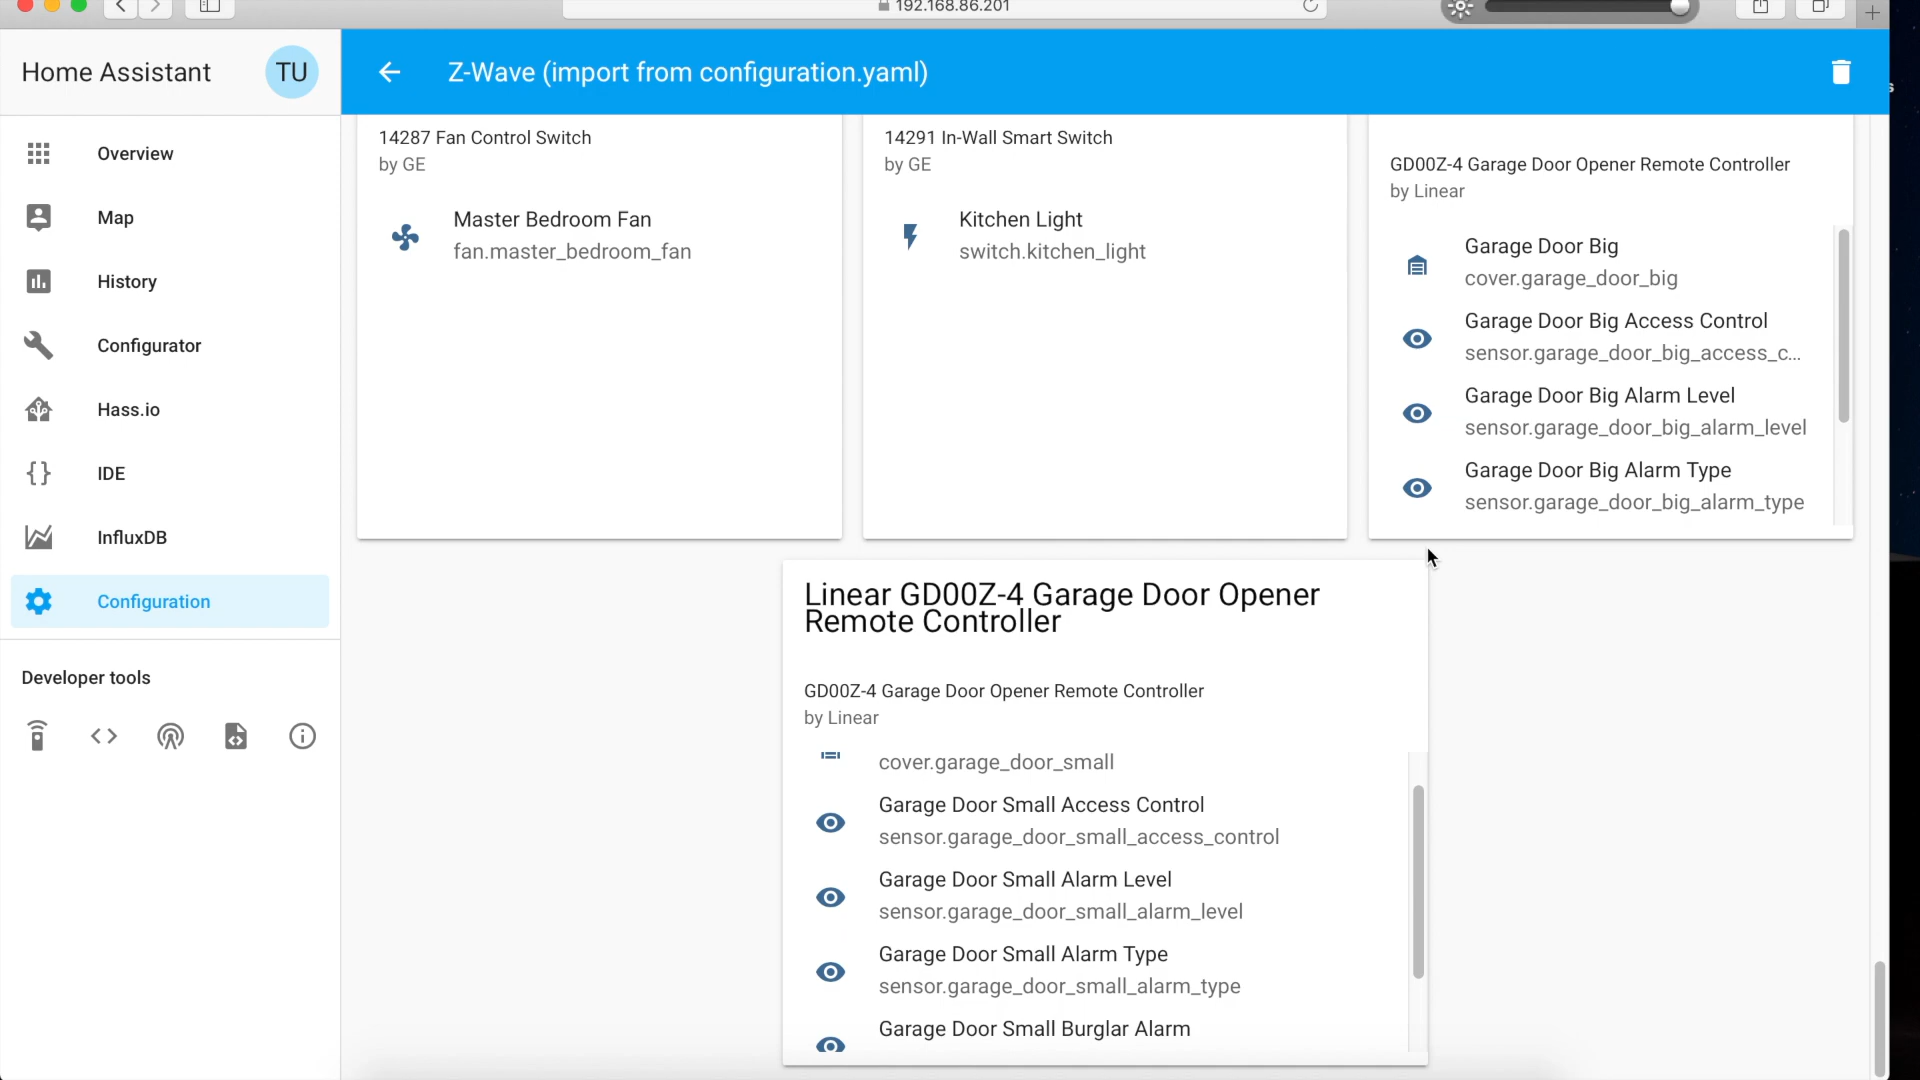 192.168.86.201
Home Assistant
TU
Z-Wave (import from configuration.yaml)
Overview
Map
History
Configurator
Hass.io
IDE
InfluxDB
Configuration
Developer tools
14287 Fan Control Switch
by GE
Master Bedroom Fan
fan.master_bedroom_fan
14291 In-Wall Smart Switch
by GE
Kitchen Light
switch.kitchen_light
GD00Z-4 Garage Door Opener Remote Controller
by Linear
Garage Door Big
cover.garage_door_big
Garage Door Big Access Control
sensor.garage_door_big_access_c...
Garage Door Big Alarm Level
sensor.garage_door_big_alarm_level
Garage Door Big Alarm Type
sensor.garage_door_big_alarm_type
Linear GD00Z-4 Garage Door Opener
Remote Controller
GD00Z-4 Garage Door Opener Remote Controller
by Linear
cover.garage_door_small
Garage Door Small Access Control
sensor.garage_door_small_access_control
Garage Door Small Alarm Level
sensor.garage_door_small_alarm_level
Garage Door Small Alarm Type
sensor.garage_door_small_alarm_type
Garage Door Small Burglar Alarm
s